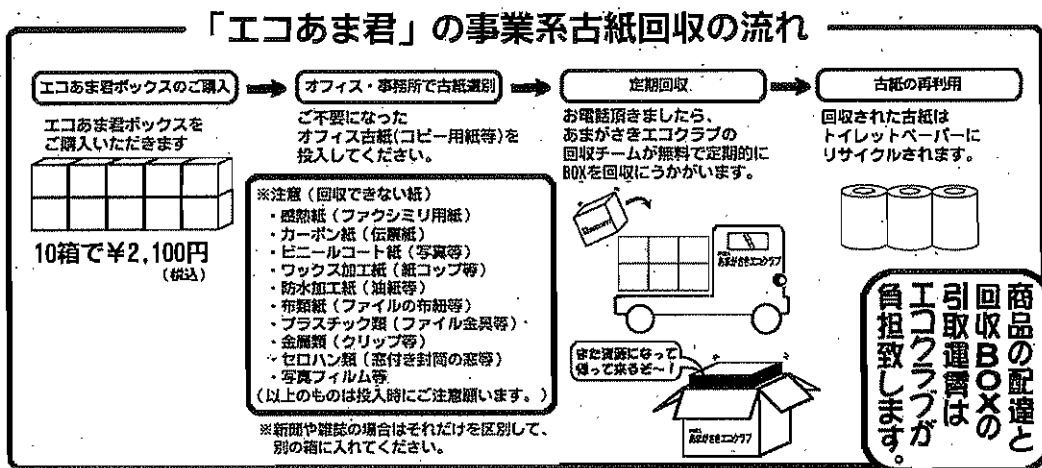 「エコあま君」の事業系古紙回収の流れ
エコあま君ボックスのご購入
エコあま君ボックスを
ご購入いただきます
10箱で¥2,100円
(税込)
オフィス・事務所で古紙選別
ご不要になった
オフィス古紙(コピー用紙等)を
投入してください。
※注意(回収できない紙)
・感熱紙(ファクシミリ用紙)
・カーボン紙(伝票紙)
・ビニールコート紙(写真等)
・ワックス加工紙(紙コップ等)
・防水加工紙(油紙等)
・布類紙(ファイルの布紐等)
・プラスチック類(ファイル金具等)
・金属類(クリップ等)
・セロハン類(窓付き封筒の窓等)
・写真フィルム等
(以上のものは投入時にご注意願います。)
※新聞や雑誌の場合はそれだけを区別して、
別の箱に入れてください。
定期回収
お電話頂きましたら、
あまがさきエコクラブの
回収チームが無料で定期的に
BOXを回収にうかがいます。
あまがさきエコクラブ
また資源になって
帰って来るぞ〜!
あまがさきエコクラブ
古紙の再利用
回収された古紙は
トイレットペーパーに
リサイクルされます。
商品の配達と
回収BOXの
引取運賃は
エコクラブが
負担致します。